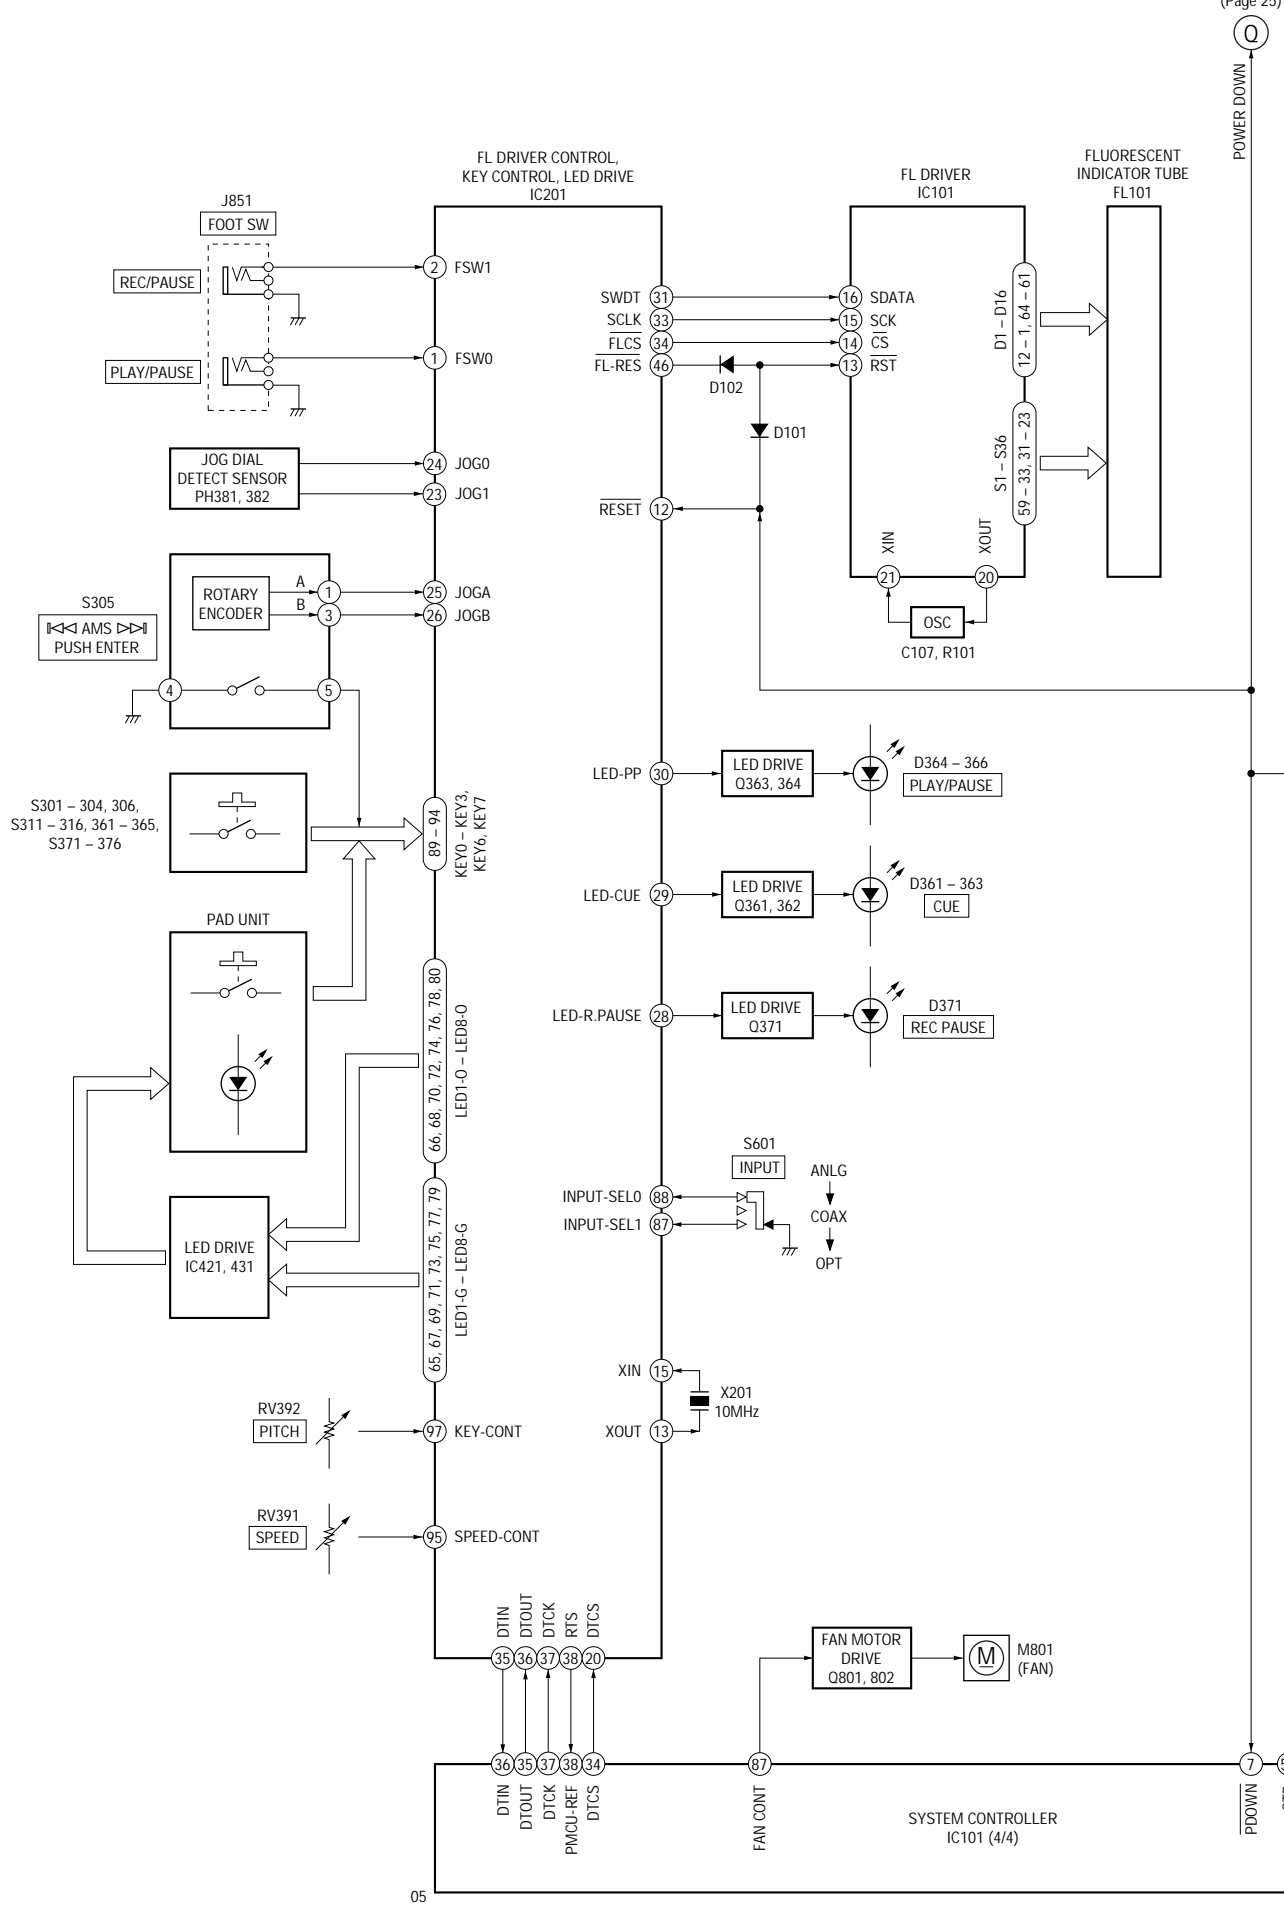 (Page 25)
Q
POWER DOWN
FL DRIVER CONTROL,
KEY CONTROL, LED DRIVE
IC201
FL DRIVER
IC101
FLUORESCENT
INDICATOR TUBE
FL101
J851
FOOT SW
REC/PAUSE
2 FSW1
PLAY/PAUSE
1 FSW0
SWDT 31
SCLK 33
FLCS 34
FL-RES 46
D102
D101
16 SDATA
15 SCK
14 CS
13 RST
D1 – D16
12 – 1, 64 – 61
S1 – S36
59 – 33, 31 – 23
JOG DIAL
DETECT SENSOR
PH381, 382
24 JOG0
23 JOG1
RESET 12
XIN
21
XOUT
20
OSC
C107, R101
S305
AMS
PUSH ENTER
ROTARY
ENCODER
A 1
B 3
25 JOGA
26 JOGB
4
5
S301 – 304, 306,
S311 – 316, 361 – 365,
S371 – 376
89 – 94
KEY0 – KEY3,
KEY6, KEY7
LED-PP 30
LED DRIVE
Q363, 364
D364 – 366
PLAY/PAUSE
LED-CUE 29
LED DRIVE
Q361, 362
D361 – 363
CUE
PAD UNIT
66, 68, 70, 72, 74, 76, 78, 80
LED1-O – LED8-O
LED-R.PAUSE 28
LED DRIVE
Q371
D371
REC PAUSE
S601
INPUT
ANLG
COAX
OPT
INPUT-SEL0 88
INPUT-SEL1 87
LED DRIVE
IC421, 431
65, 67, 69, 71, 73, 75, 77, 79
LED1-G – LED8-G
XIN 15
X201
10MHz
XOUT 13
RV392
PITCH
97 KEY-CONT
RV391
SPEED
95 SPEED-CONT
DTIN
DTOUT
DTCK
RTS
DTCS
35 36 37 38 20
FAN MOTOR
DRIVE
Q801, 802
M
M801
(FAN)
36 35 37 38 34
DTIN
DTOUT
DTCK
PMCU-REF
DTCS
87
FAN CONT
SYSTEM CONTROLLER
IC101 (4/4)
7
PDOWN
05